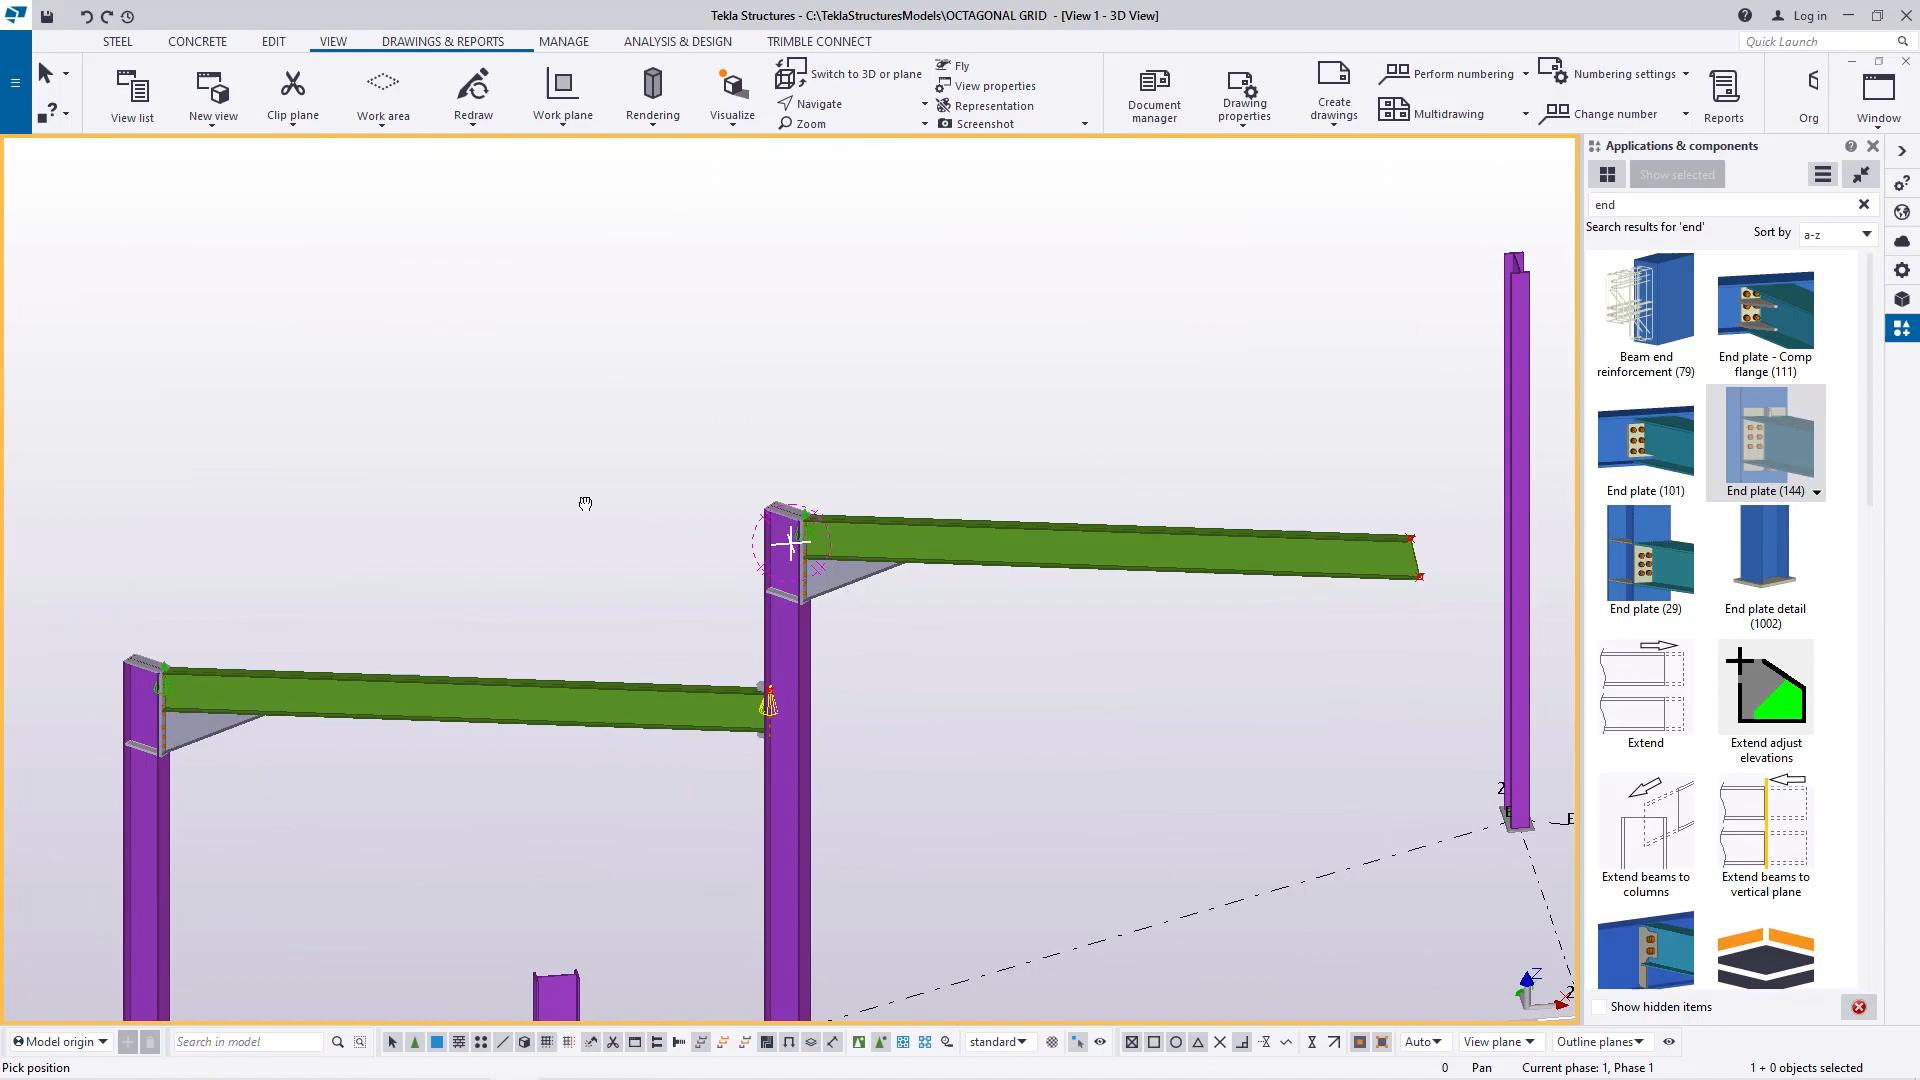 Tekla Structures - C:\TeklaStructuresModels\OCTAGONAL GRID - [View 1 - 3D View]
Log in
STEEL CONCRETE EDIT VIEW DRAWINGS & REPORTS MANAGE ANALYSIS & DESIGN TRIMBLE CONNECT
Quick Launch
View list
New view
Clip plane
Work area
Redraw
Work plane
Rendering
Visualize
Switch to 3D or plane
Navigate
Zoom
Fly
View properties
Representation
Screenshot
Document
manager
Drawing
properties
Create
drawings
Perform numbering
Multidrawing
Numbering settings
Change number
Reports
Org
Window
Applications & components
Show selected
end
Search results for 'end'
Sort by
a-z
Beam end
reinforcement (79)
End plate - Comp
flange (111)
End plate (101)
End plate (144)
End plate (29)
End plate detail
(1002)
Extend
Extend adjust
elevations
Extend beams to
columns
Extend beams to
vertical plane
Show hidden items
2
E
E
Z
2
Model origin
Search in model
standard
Auto
View plane
Outline planes
Pick position
0
Pan
Current phase: 1, Phase 1
1 + 0 objects selected